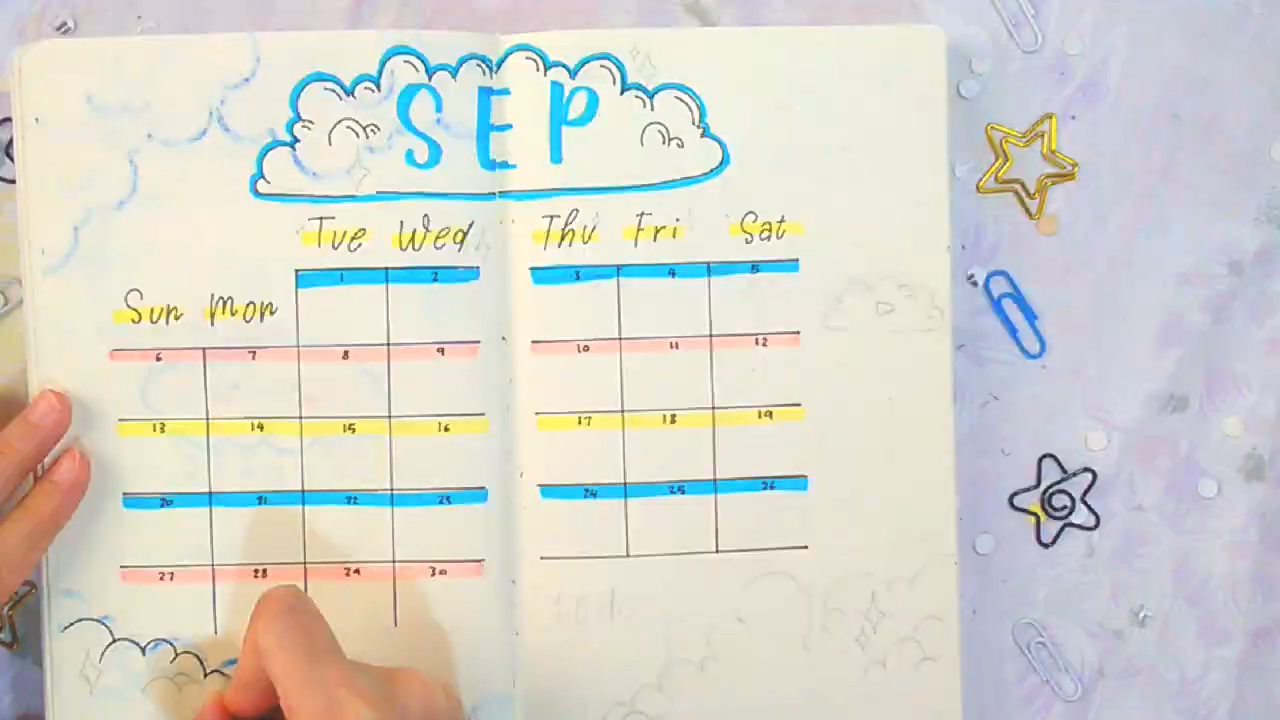 SEP
Tue Wed Thu Fri Sat
1 2 3 4 5
Sun Mon
6 7 8 9 10 11 12
13 14 15 16 17 18 19
20 21 22 23 24 25 26
27 28 29 30